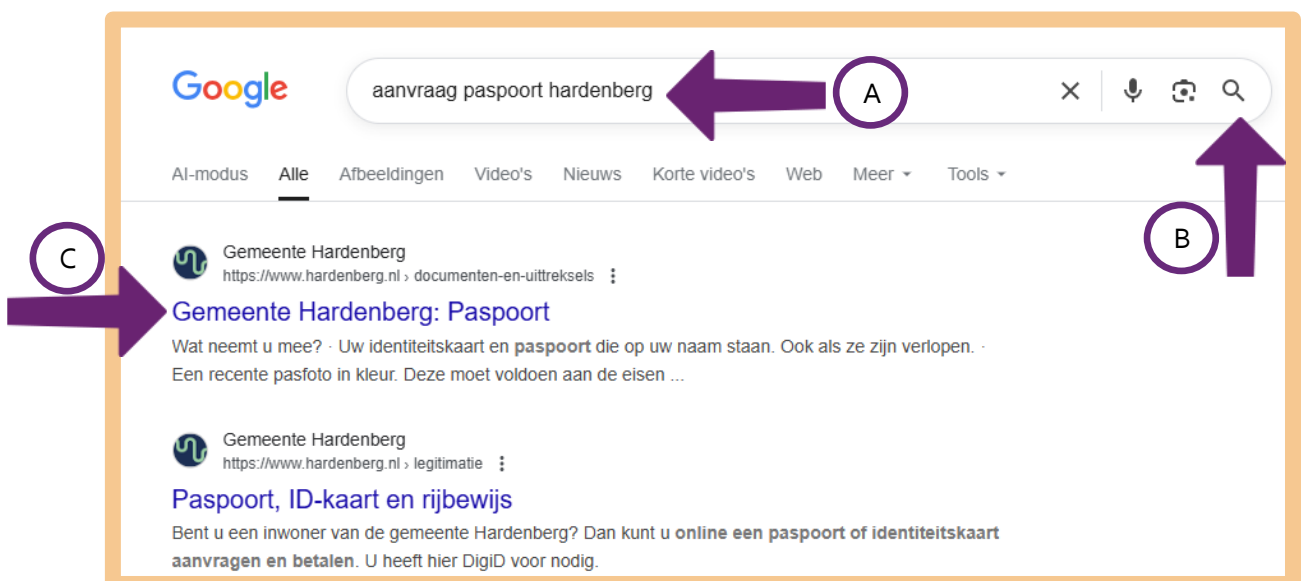 Google
aanvraag paspoort hardenberg
A
AI-modus Alle Afbeeldingen Video's Nieuws Korte video's Web Meer Tools
B
C
Gemeente Hardenberg
https://www.hardenberg.nl › documenten-en-uittreksels
Gemeente Hardenberg: Paspoort
Wat neemt u mee? · Uw identiteitskaart en paspoort die op uw naam staan. Ook als ze zijn verlopen. ·
Een recente pasfoto in kleur. Deze moet voldoen aan de eisen ...
Gemeente Hardenberg
https://www.hardenberg.nl › legitimatie
Paspoort, ID-kaart en rijbewijs
Bent u een inwoner van de gemeente Hardenberg? Dan kunt u online een paspoort of identiteitskaart
aanvragen en betalen. U heeft hier DigiD voor nodig.